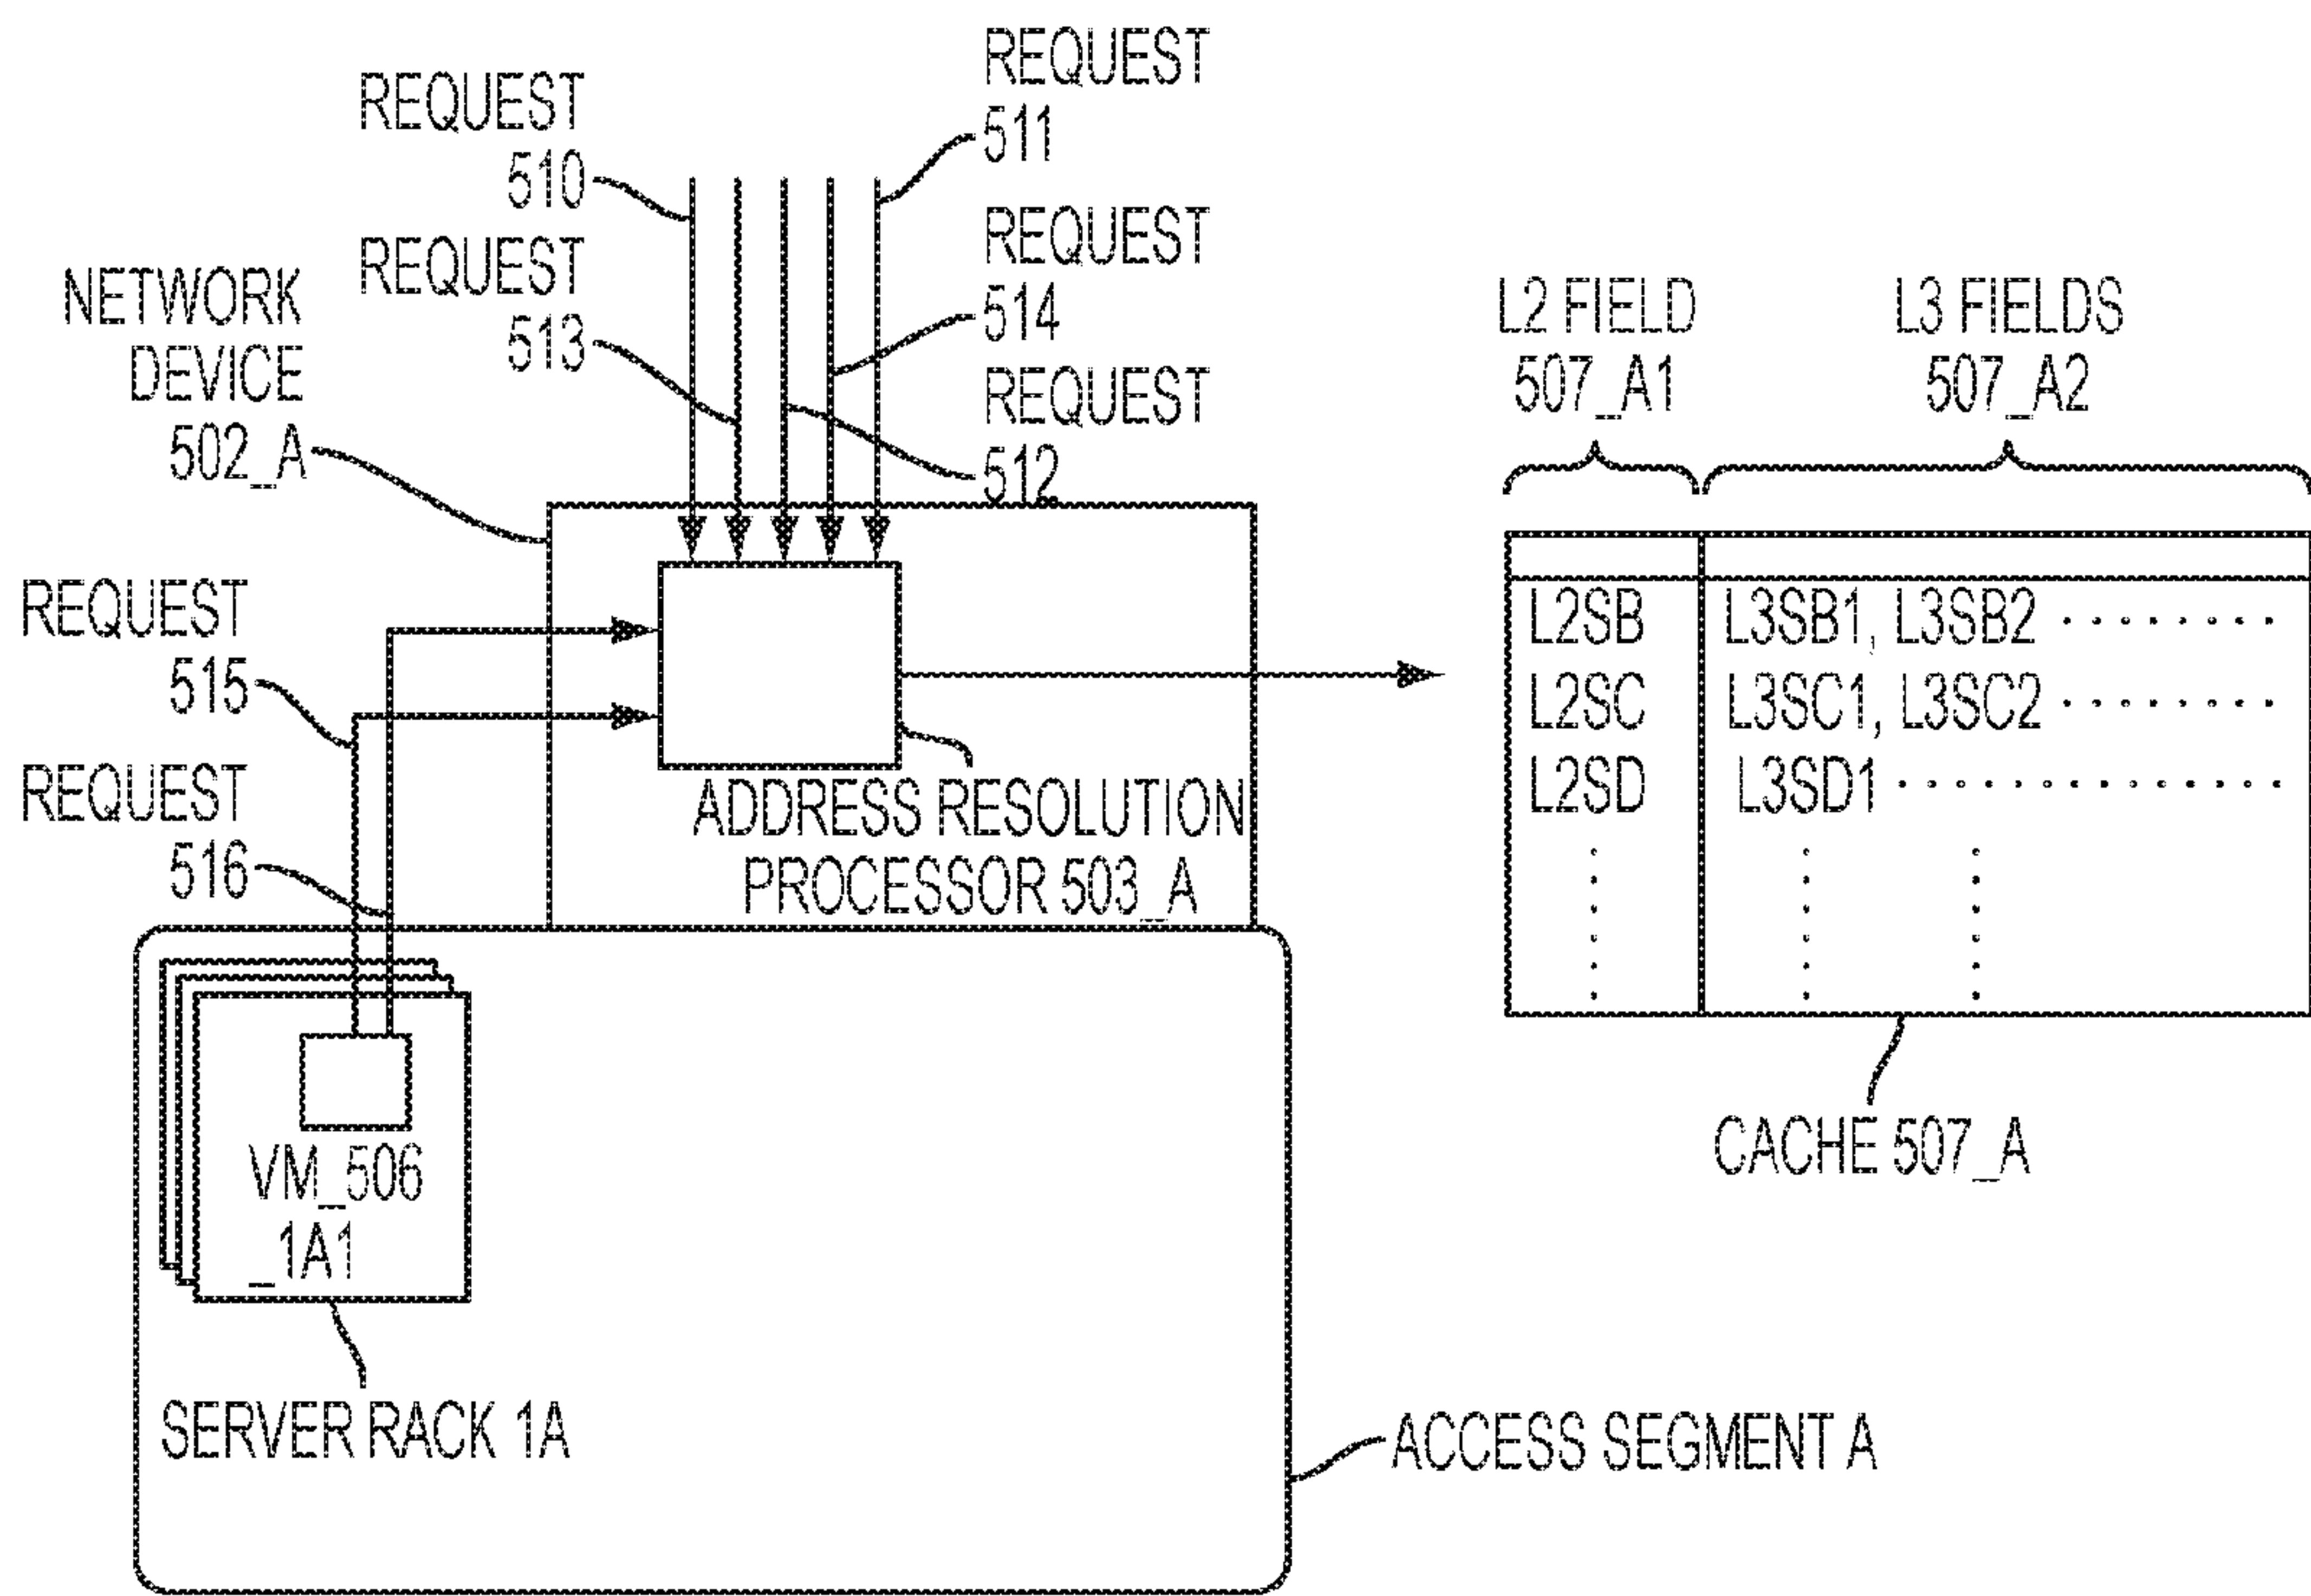 REQUEST
510
REQUEST
511
REQUEST
513
REQUEST
514
REQUEST
512
NETWORK
DEVICE
502_A
L2 FIELD
507_A1
L3 FIELDS
507_A2
REQUEST
515
REQUEST
516
ADDRESS RESOLUTION
PROCESSOR 503_A
L2SB L3SB1, L3SB2 ........
L2SC L3SC1, L3SC2 ........
L2SD L3SD1 .............
CACHE 507_A
VM_506
_1A1
SERVER RACK 1A
ACCESS SEGMENT A